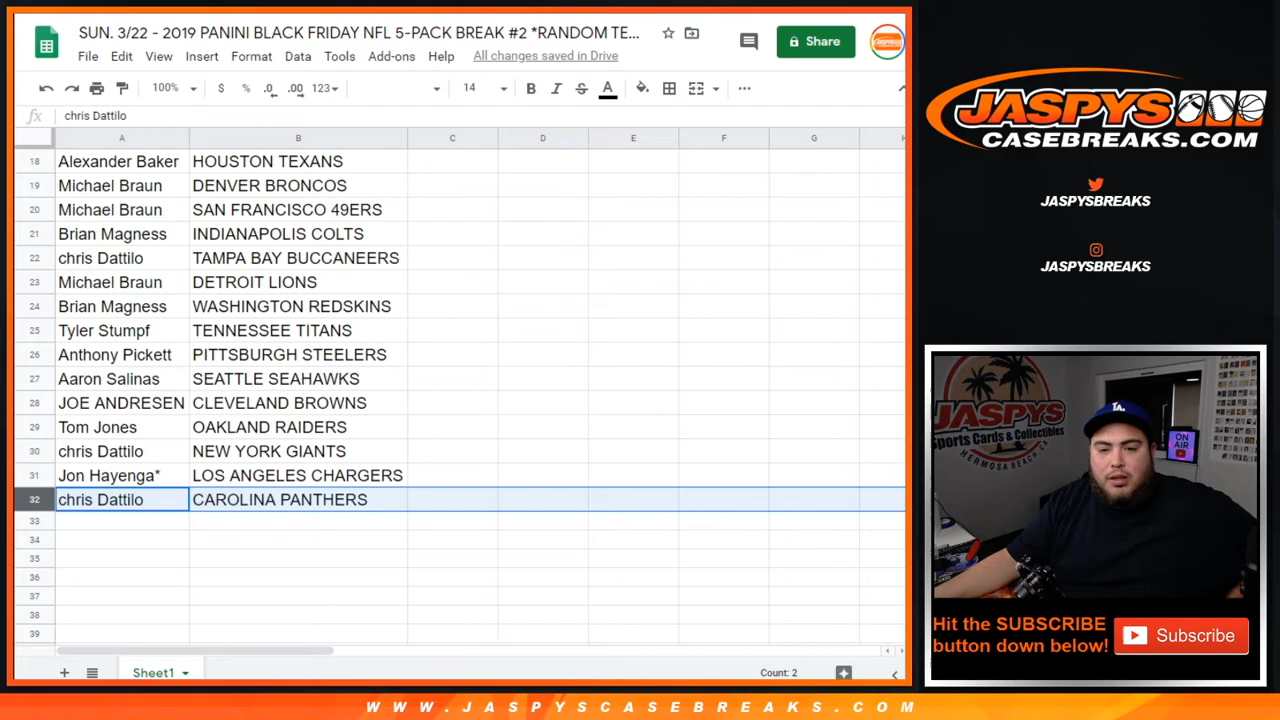 SUN. 3/22 - 2019 PANINI BLACK FRIDAY NFL 5-PACK BREAK #2 *RANDOM TE...
Share
File Edit View Insert Format Data Tools Add-ons Help All changes saved in Drive
100% $ % .0 .00 123 14 B I S A
fx chris Dattilo
A B C D E F G H
18 Alexander Baker HOUSTON TEXANS
19 Michael Braun DENVER BRONCOS
20 Michael Braun SAN FRANCISCO 49ERS
21 Brian Magness INDIANAPOLIS COLTS
22 chris Dattilo TAMPA BAY BUCCANEERS
23 Michael Braun DETROIT LIONS
24 Brian Magness WASHINGTON REDSKINS
25 Tyler Stumpf TENNESSEE TITANS
26 Anthony Pickett PITTSBURGH STEELERS
27 Aaron Salinas SEATTLE SEAHAWKS
28 JOE ANDRESEN CLEVELAND BROWNS
29 Tom Jones OAKLAND RAIDERS
30 chris Dattilo NEW YORK GIANTS
31 Jon Hayenga* LOS ANGELES CHARGERS
32 chris Dattilo CAROLINA PANTHERS
33
34
35
36
37
38
39
Sheet1
Count: 2
JASPYS
CASEBREAKS.COM
JASPYSBREAKS
JASPYSBREAKS
JASPYS
Sports Cards & Collectibles
HERMOSA BEACH
LA
ON
AIR
Hit the SUBSCRIBE
button down below!
Subscribe
WWW.JASPYSCASEBREAKS.COM